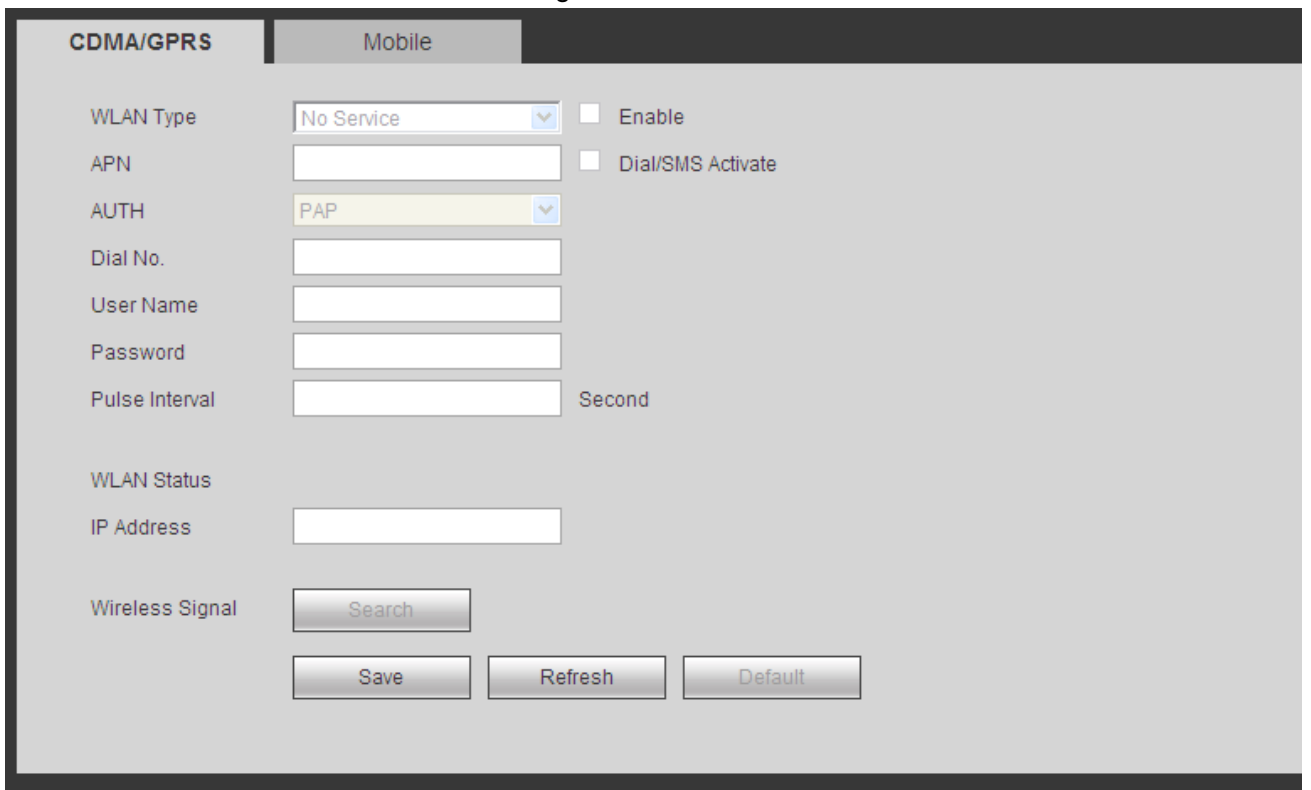 CDMA/GPRS Mobile
WLAN Type No Service Enable
APN Dial/SMS Activate
AUTH PAP
Dial No.
User Name
Password
Pulse Interval Second
WLAN Status
IP Address
Wireless Signal Search
Save Refresh Default